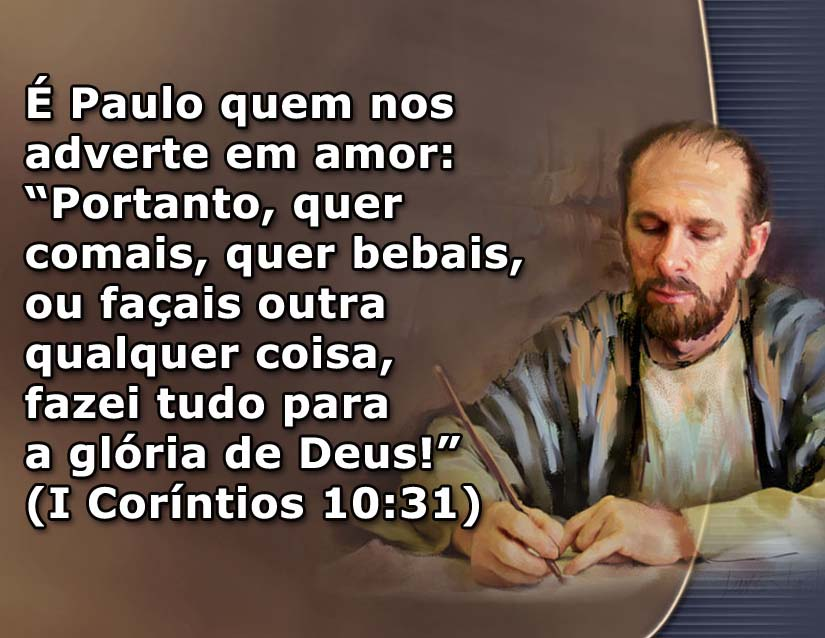 É Paulo quem nos
adverte em amor:
“Portanto, quer
comais, quer bebais,
ou façais outra
qualquer coisa,
fazei tudo para
a glória de Deus!”
(I Coríntios 10:31)